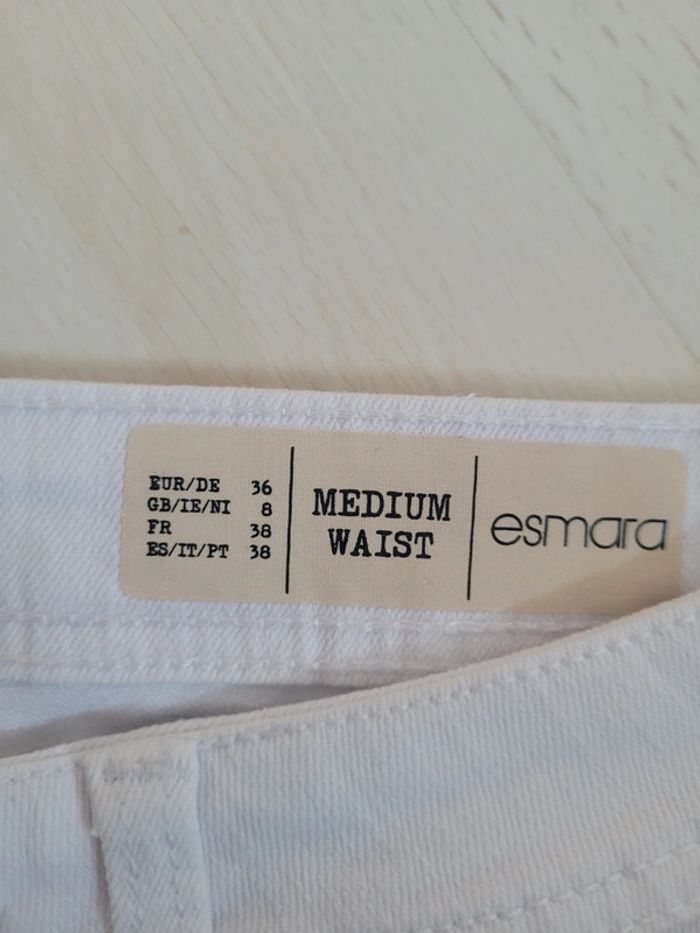 EUR/DE 36
GB/IE/NI 8
FR 38
ES/IT/PT 38
MEDIUM
WAIST
esmara